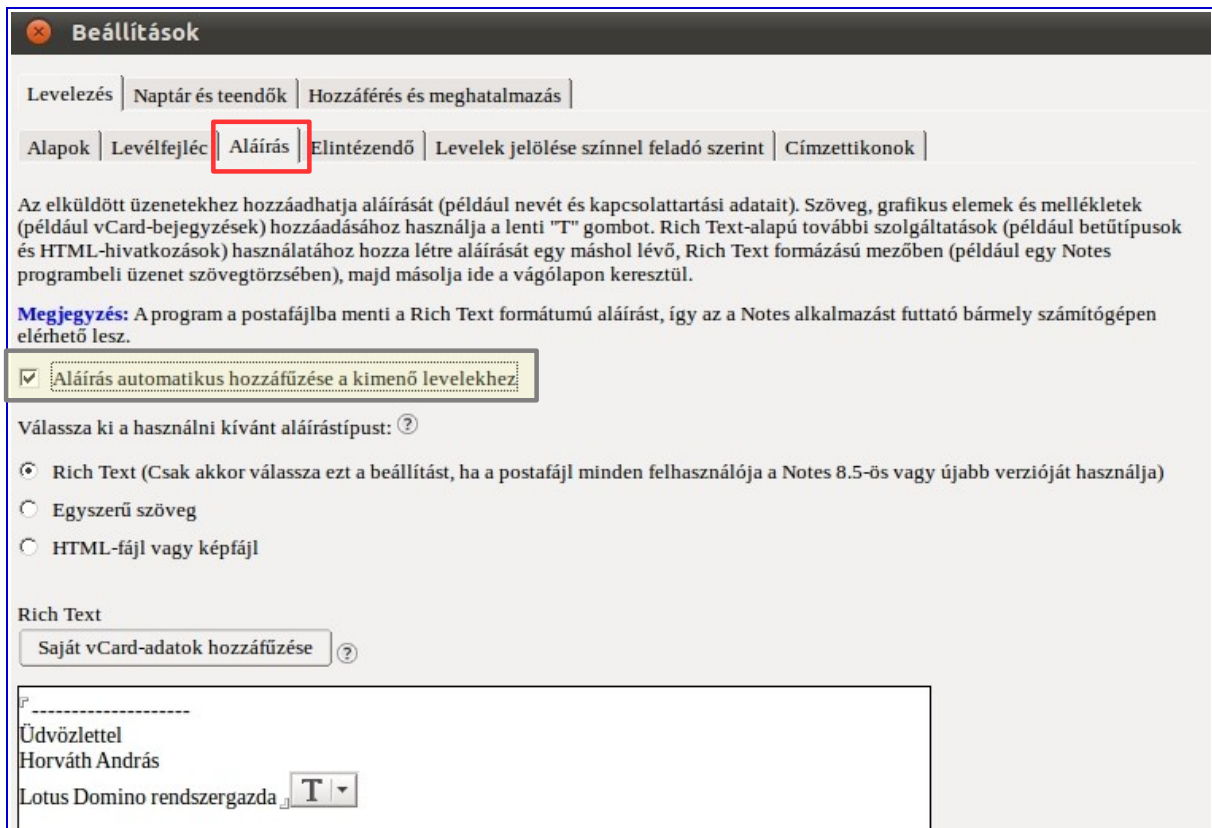 Beállítások
Levelezés Naptár és teendők Hozzáférés és meghatalmazás
Alapok Levélfejléc Aláírás Elintézendő Levelek jelölése színnel feladó szerint Címzettikonok
Az elküldött üzenetekhez hozzáadhatja aláírását (például nevét és kapcsolattartási adatait). Szöveg, grafikus elemek és mellékletek
(például vCard-bejegyzések) hozzáadásához használja a lenti "T" gombot. Rich Text-alapú további szolgáltatások (például betűtípusok
és HTML-hivatkozások) használatához hozza létre aláírását egy máshol lévő, Rich Text formázású mezőben (például egy Notes
programbeli üzenet szövegtörzsében), majd másolja ide a vágólapon keresztül.
Megjegyzés: A program a postafájlba menti a Rich Text formátumú aláírást, így az a Notes alkalmazást futtató bármely számítógépen
elérhető lesz.
Aláírás automatikus hozzáfűzése a kimenő levelekhez
Válassza ki a használni kívánt aláírástípust: ?
Rich Text (Csak akkor válassza ezt a beállítást, ha a postafájl minden felhasználója a Notes 8.5-ös vagy újabb verzióját használja)
Egyszerű szöveg
HTML-fájl vagy képfájl
Rich Text
Saját vCard-adatok hozzáfűzése ?
--------------------
Üdvözlettel
Horváth András
Lotus Domino rendszergazda T